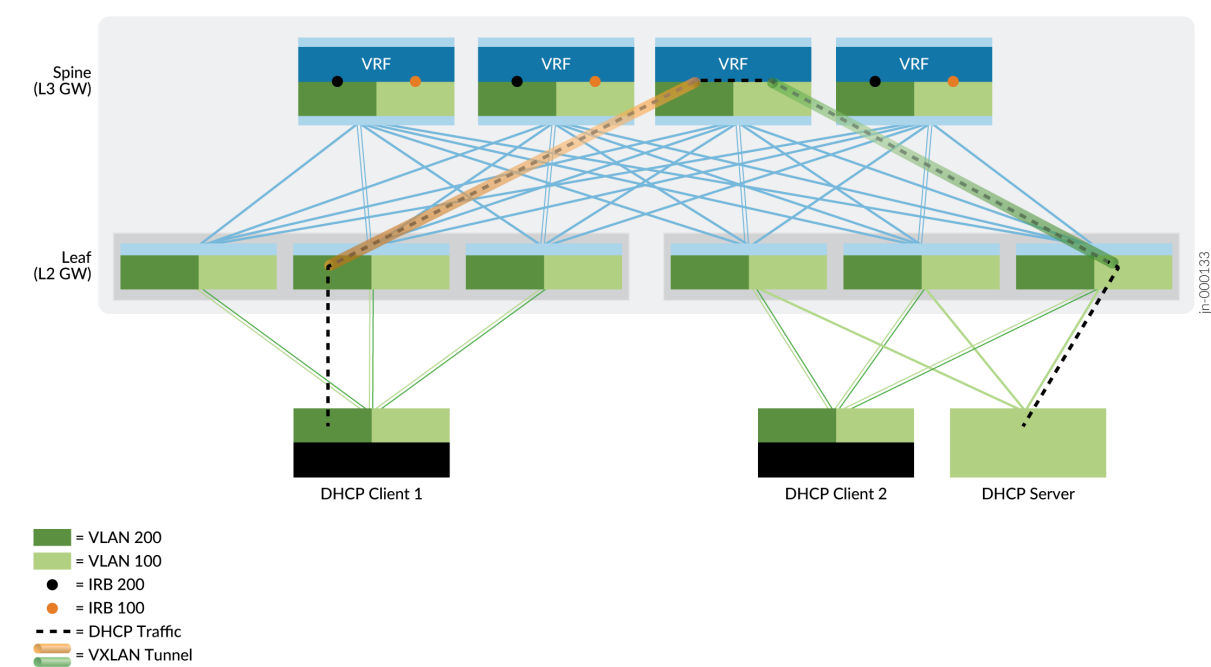 Spine
(L3 GW)
VRF
VRF
VRF
VRF
Leaf
(L2 GW)
jn-000133
DHCP Client 1
DHCP Client 2
DHCP Server
= VLAN 200
= VLAN 100
= IRB 200
= IRB 100
= DHCP Traffic
= VXLAN Tunnel